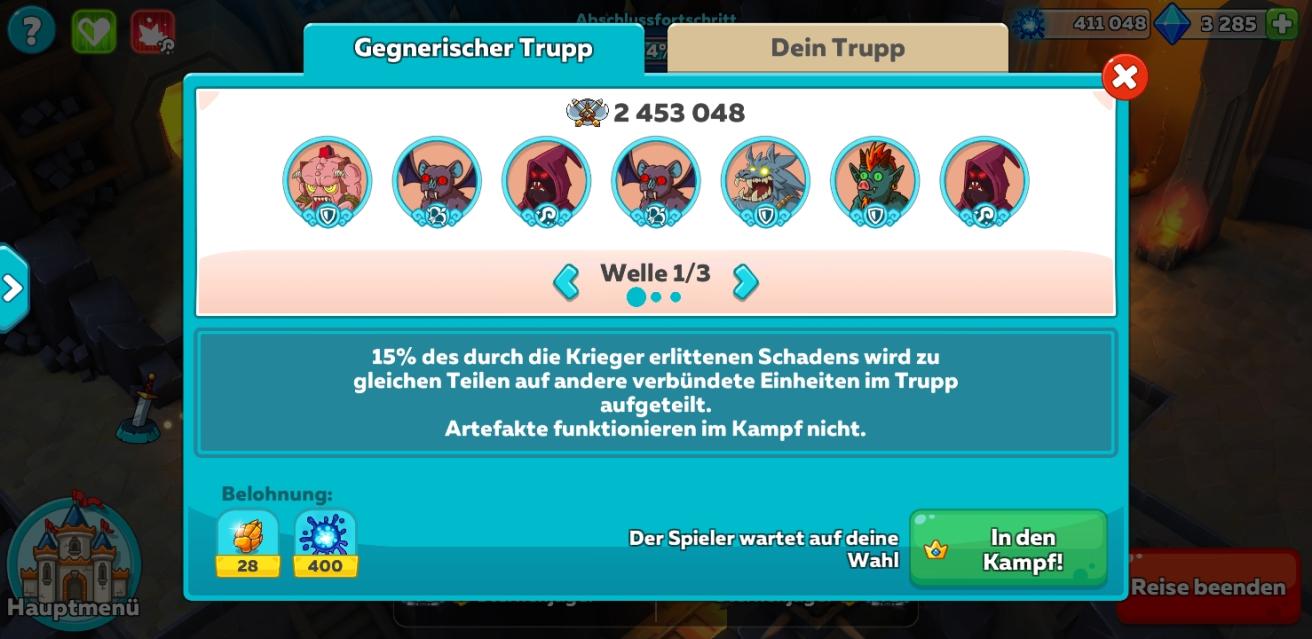 ?
Abschlussfortschritt
411 048
3 285
Gegnerischer Trupp
4%
Dein Trupp
2 453 048
Welle 1/3
15% des durch die Krieger erlittenen Schadens wird zu
gleichen Teilen auf andere verbündete Einheiten im Trupp
aufgeteilt.
Artefakte funktionieren im Kampf nicht.
Belohnung:
28
400
Der Spieler wartet auf deine
Wahl
In den
Kampf!
Hauptmenü
Reise beenden